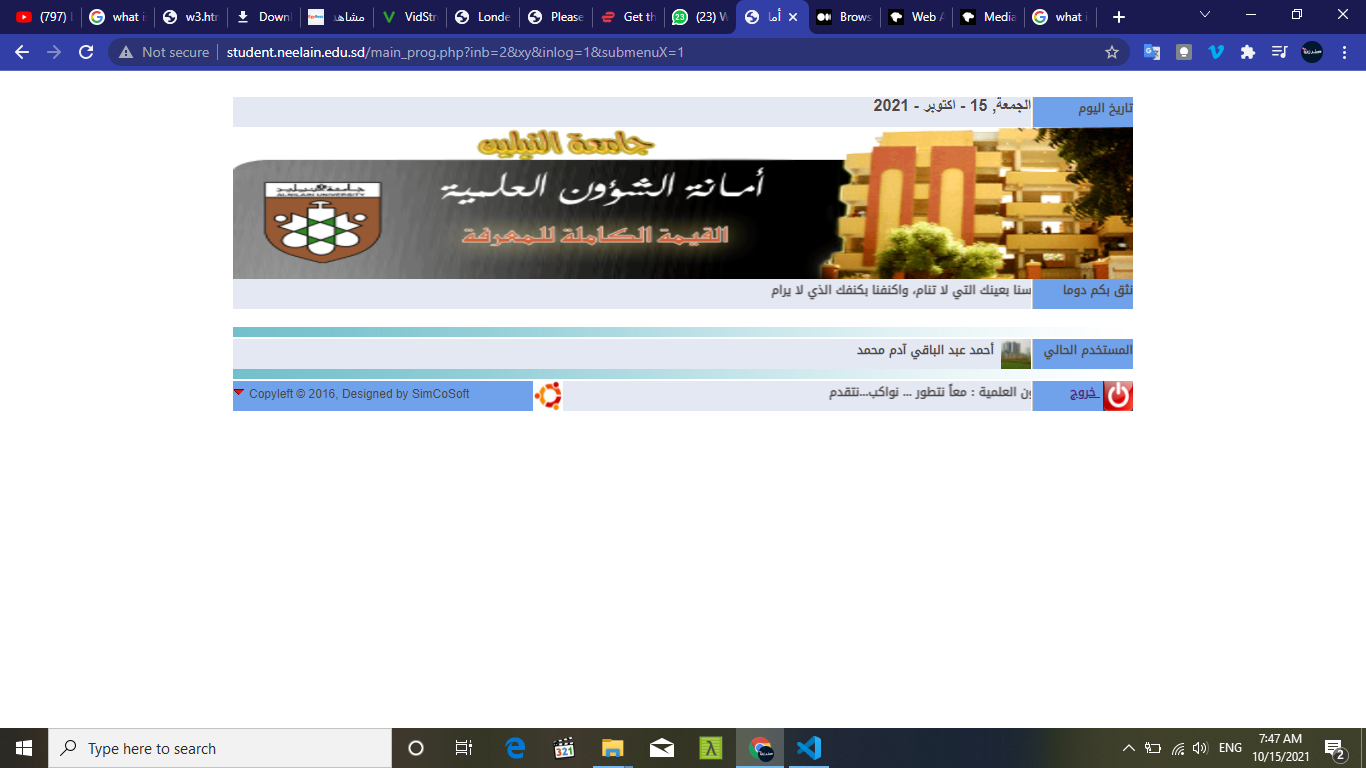 (797)
what i
w3.htm
Downl
مشاهد
VidStr
Londe
Please
Get th
(23) W
أما
Brows
Web A
Media
what i
Not secure
student.neelain.edu.sd/main_prog.php?inb=2&xy&inlog=1&submenuX=1
تاريخ اليوم
الجمعة, 15 - اكتوبر - 2021
جامعة النيلين
أمانة الشؤون العلمية
القيمة الكاملة للمعرفة
جامعة النيلين
ALNEELAIN UNIVERSITY
نثق بكم دوما
سنا بعينك التي لا تنام، واكنفنا بكنفك الذي لا يرام
المستخدم الحالي
أحمد عبد الباقي آدم محمد
خروج
ون العلمية : معاً نتطور ... نواكب...نتقدم
Copyleft © 2016, Designed by SimCoSoft
Type here to search
321
ENG
7:47 AM
10/15/2021
2